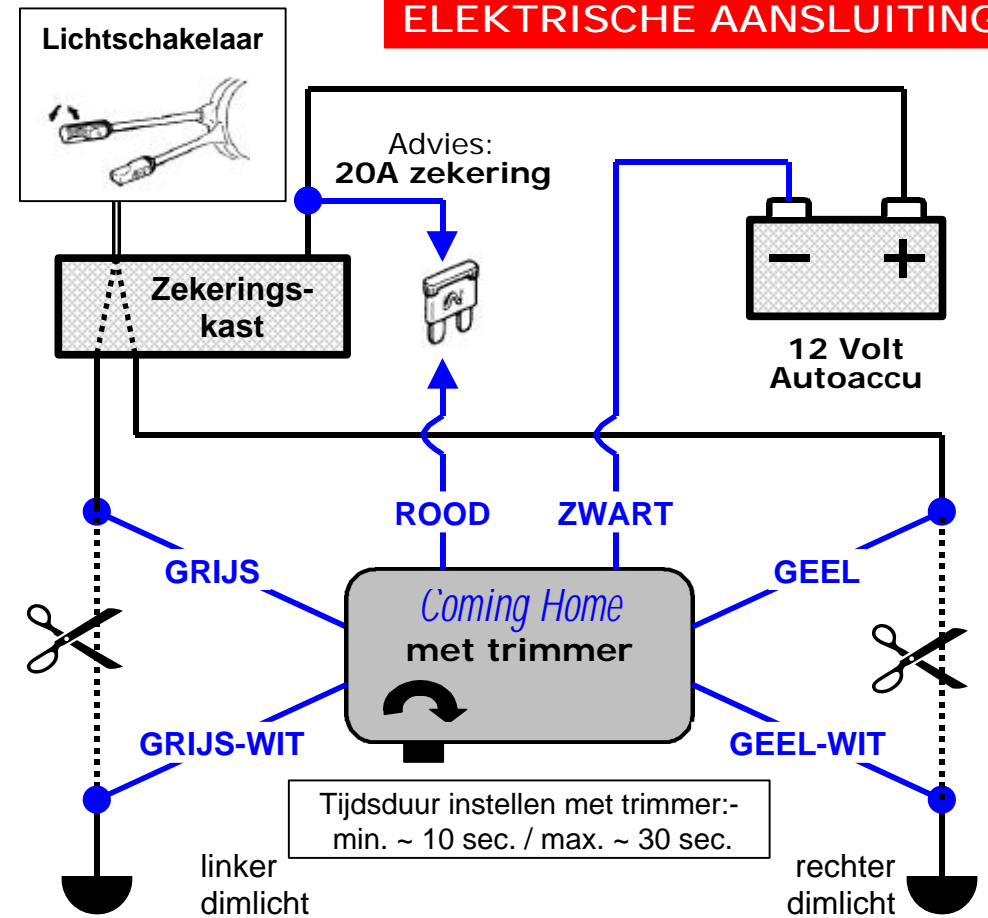 ELEKTRISCHE AANSLUITING
Lichtschakelaar
Advies:
20A zekering
Zekerings-
kast
12 Volt
Autoaccu
ROOD
ZWART
GRIJS
GEEL
Coming Home
met trimmer
GRIJS-WIT
GEEL-WIT
Tijdsduur instellen met trimmer:-
min. ~ 10 sec. / max. ~ 30 sec.
linker
dimlicht
rechter
dimlicht